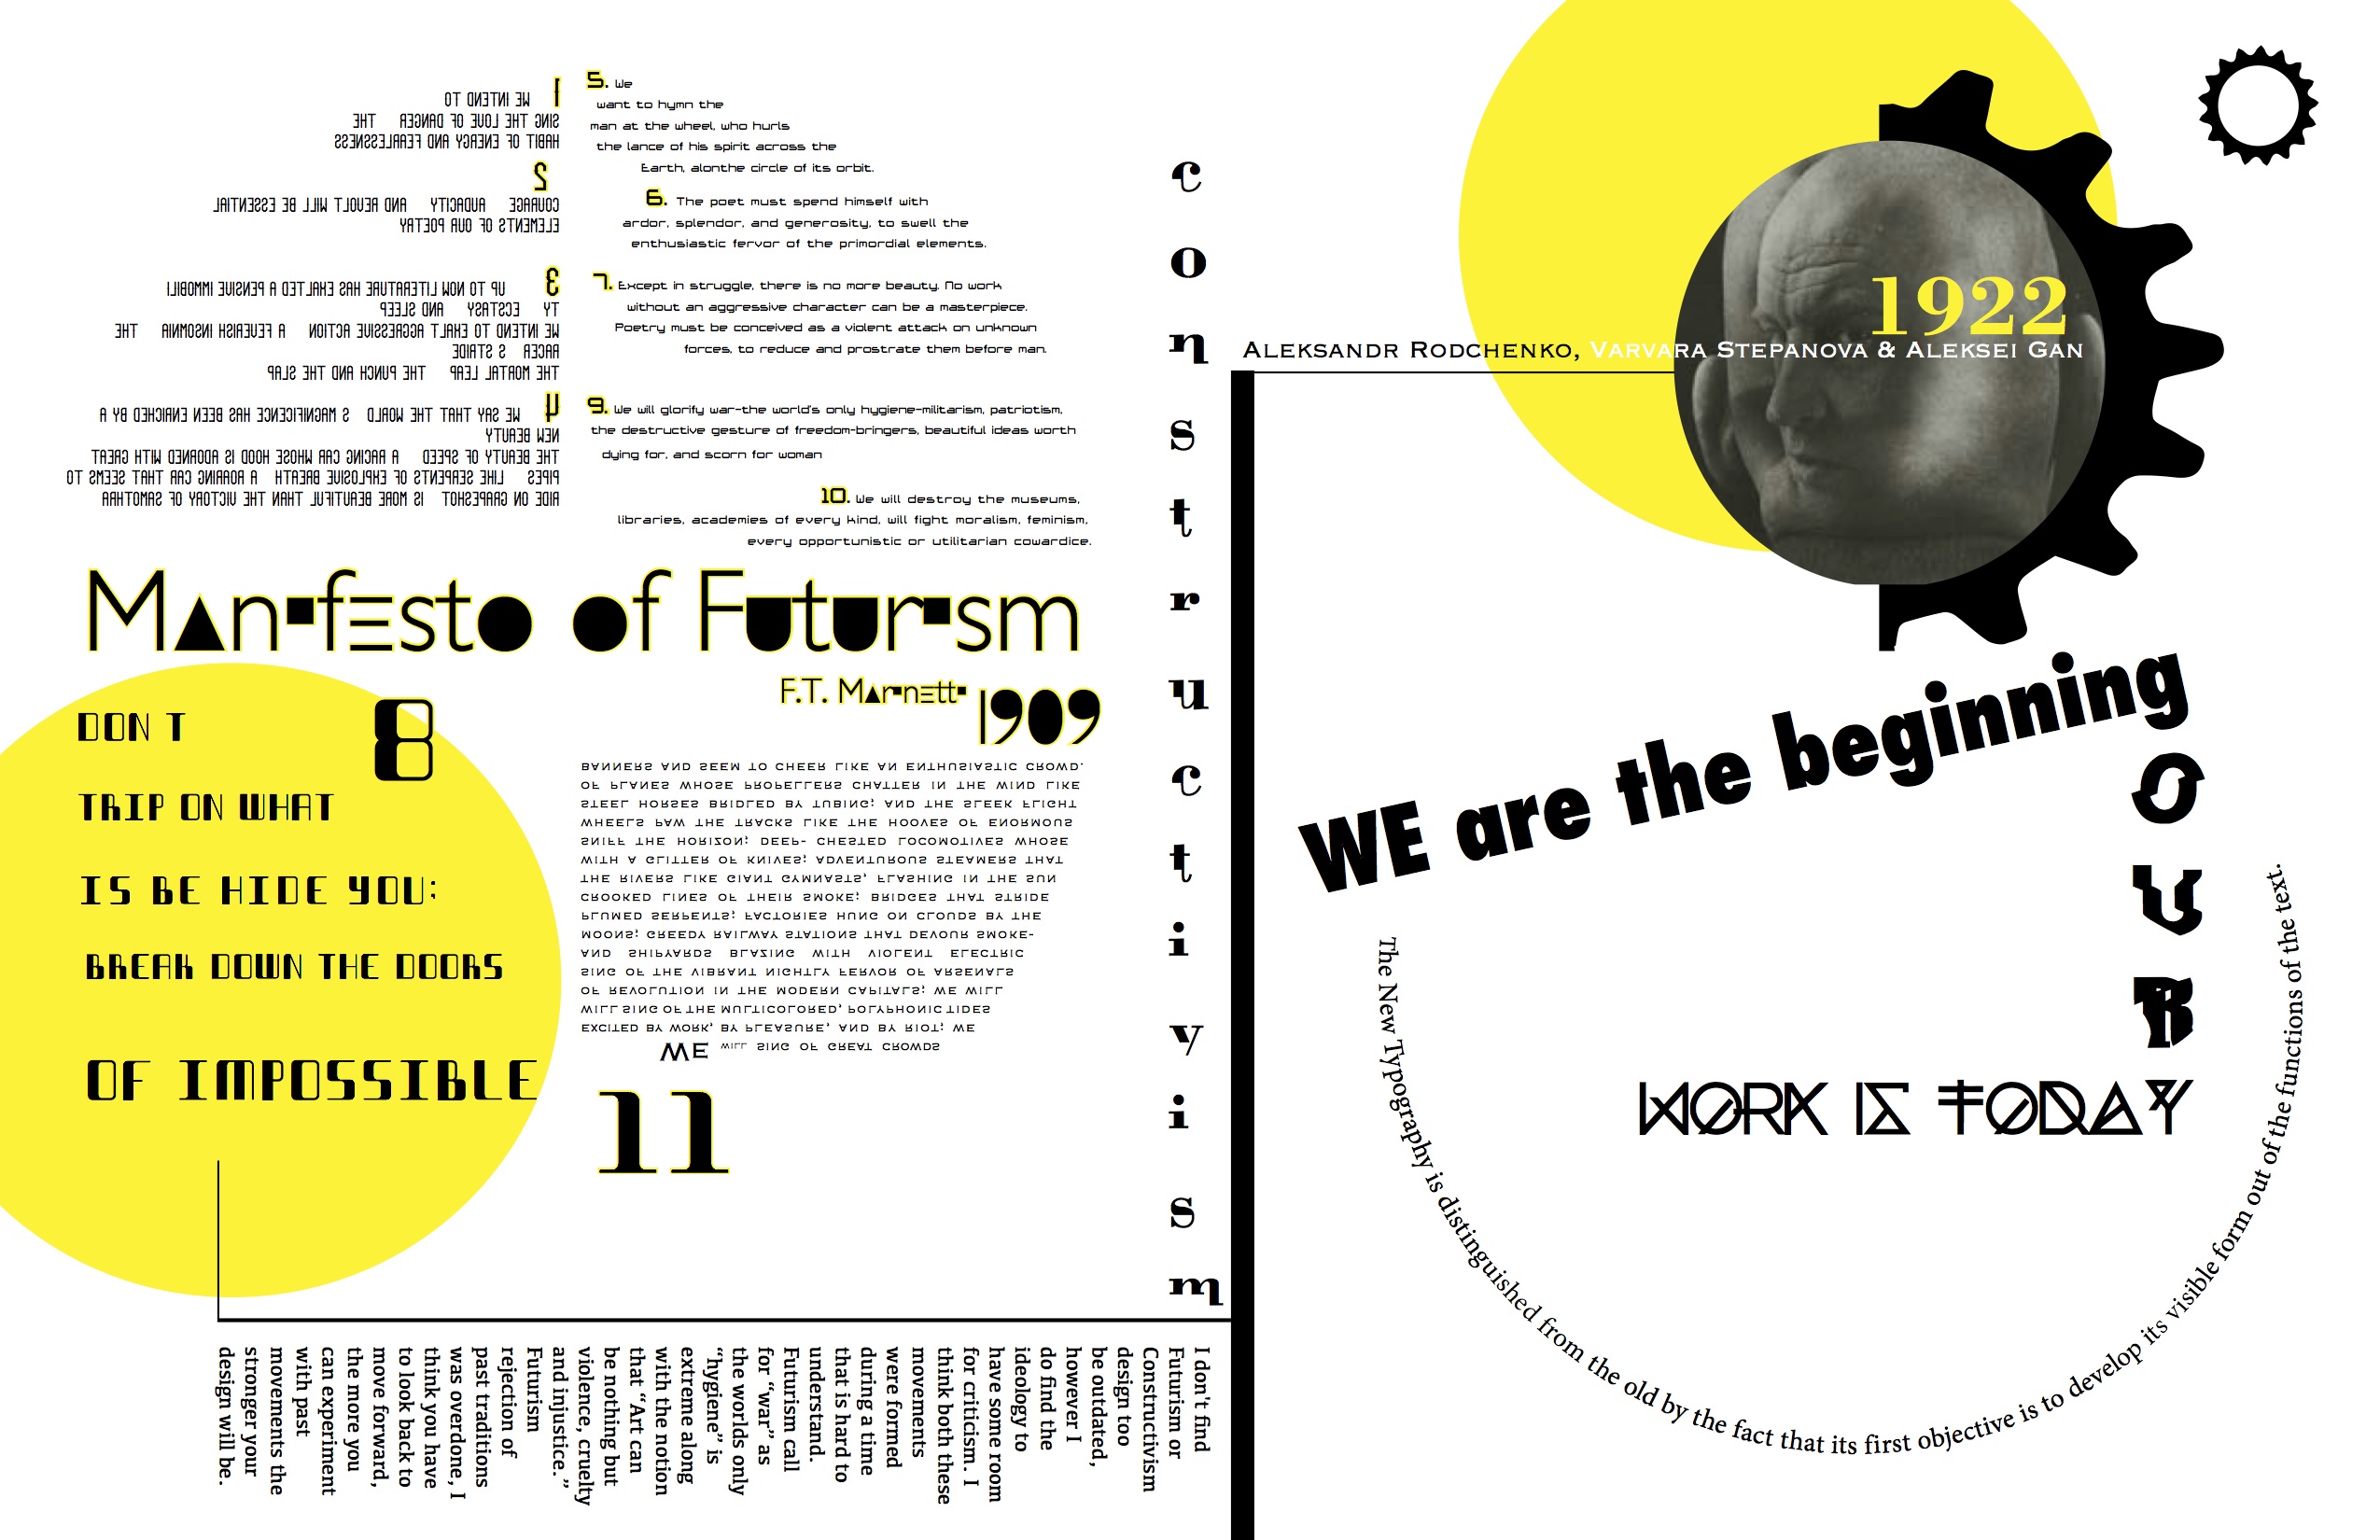 1 WE INTEND TO
SING THE LOVE OF DANGER THE
HABIT OF ENERGY AND FEARLESSNESS
2
COURAGE AUDACITY AND REVOLT WILL BE ESSENTIAL
ELEMENTS OF OUR POETRY
3 UP TO NOW LITERATURE HAS EXALTED A PENSIVE IMMOBILI
TY ECSTASY AND SLEEP
WE INTEND TO EXALT AGGRESSIVE ACTION A FEVERISH INSOMNIA THE
RACER S STRIDE
THE MORTAL LEAP THE PUNCH AND THE SLAP
4 WE SAY THAT THE WORLD S MAGNIFICENCE HAS BEEN ENRICHED BY A
NEW BEAUTY
THE BEAUTY OF SPEED A RACING CAR WHOSE HOOD IS ADORNED WITH GREAT
PIPES LIKE SERPENTS OF EXPLOSIVE BREATH A ROARING CAR THAT SEEMS TO
RIDE ON GRAPESHOT IS MORE BEAUTIFUL THAN THE VICTORY OF SAMOTHRA
5. We
want to hymn the
man at the wheel, who hurls
the lance of his spirit across the
Earth, alonthe circle of its orbit.
6. The poet must spend himself with
ardor, splendor, and generosity, to swell the
enthusiastic fervor of the primordial elements.
7. Except in struggle, there is no more beauty. No work
without an aggressive character can be a masterpiece.
Poetry must be conceived as a violent attack on unknown
forces, to reduce and prostrate them before man.
9. We will glorify war-the world's only hygiene-militarism, patriotism,
the destructive gesture of freedom-bringers, beautiful ideas worth
dying for, and scorn for woman
10. We will destroy the museums,
libraries, academies of every kind, will fight moralism, feminism,
every opportunistic or utilitarian cowardice.
Manifesto of Futurism
F.T. Marinetti 1909
8
DON T
TRIP ON WHAT
IS BE HIDE YOU:
BREAK DOWN THE DOORS
OF IMPOSSIBLE
11
WE WILL SING OF GREAT CROWDS
EXCITED BY WORK, BY PLEASURE, AND BY RIOT; WE
WILL SING OF THE MULTICOLORED, POLYPHONIC TIDES
OF REVOLUTION IN THE MODERN CAPITALS; WE WILL
SING OF THE VIBRANT NIGHTLY FERVOR OF ARSENALS
AND SHIPYARDS BLAZING WITH VIOLENT ELECTRIC
MOONS; GREEDY RAILWAY STATIONS THAT DEVOUR SMOKE-
PLUMED SERPENTS; FACTORIES HUNG ON CLOUDS BY THE
CROOKED LINES OF THEIR SMOKE; BRIDGES THAT STRIDE
THE RIVERS LIKE GIANT GYMNASTS, FLASHING IN THE SUN
WITH A GLITTER OF KNIVES; ADVENTUROUS STEAMERS THAT
SNIFF THE HORIZON; DEEP- CHESTED LOCOMOTIVES WHOSE
WHEELS PAW THE TRACKS LIKE THE HOOVES OF ENORMOUS
STEEL HORSES BRIDLED BY TUBING; AND THE SLEEK FLIGHT
OF PLANES WHOSE PROPELLERS CHATTER IN THE WIND LIKE
BANNERS AND SEEM TO CHEER LIKE AN ENTHUSIASTIC CROWD.
constructivism
I don't find
Futurism or
Constructivism
design too
be outdated,
however I
do find the
ideology to
have some room
for criticism. I
think both these
movements
were formed
during a time
that is hard to
understand.
Futurism call
for “war” as
the worlds only
“hygiene” is
extreme along
with the notion
that “Art can
be nothing but
violence, cruelty
and injustice.”
Futurism
rejection of
past traditions
was overdone, I
think you have
to look back to
move forward,
the more you
can experiment
with past
movements the
stronger your
design will be.
1922
Aleksandr Rodchenko, Varvara Stepanova & Aleksei Gan
WE are the beginning
OUR
WORK IS TODAY
The New Typography is distinguished from the old by the fact that its first objective is to develop its visible form out of the functions of the text.